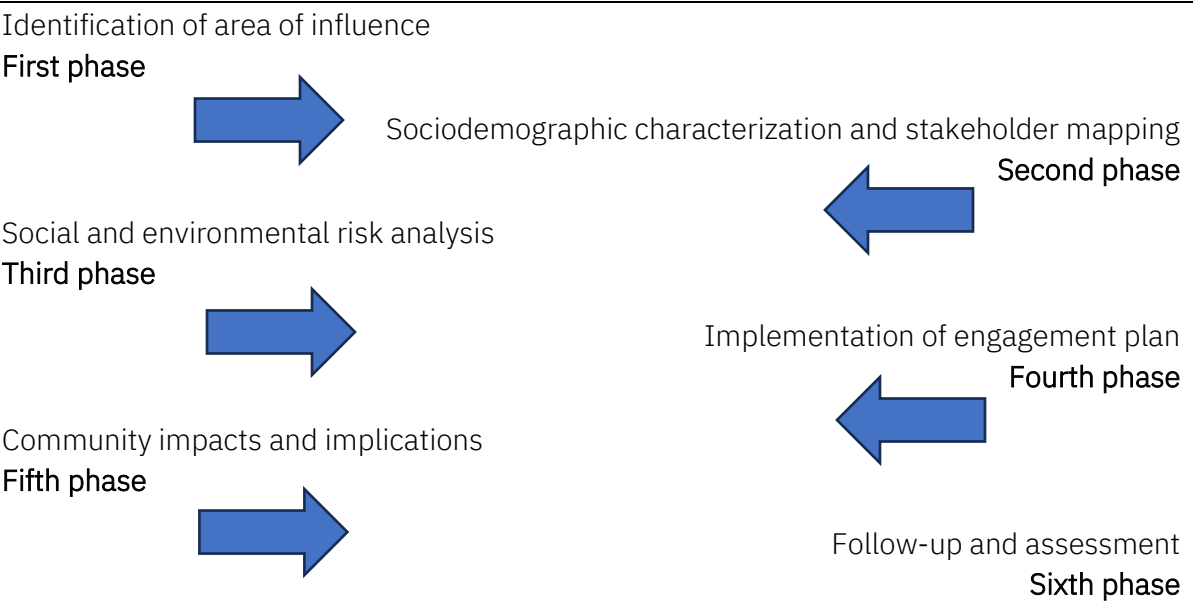 Identification of area of influence
First phase
Sociodemographic characterization and stakeholder mapping
Second phase
Social and environmental risk analysis
Third phase
Implementation of engagement plan
Fourth phase
Community impacts and implications
Fifth phase
Follow-up and assessment
Sixth phase